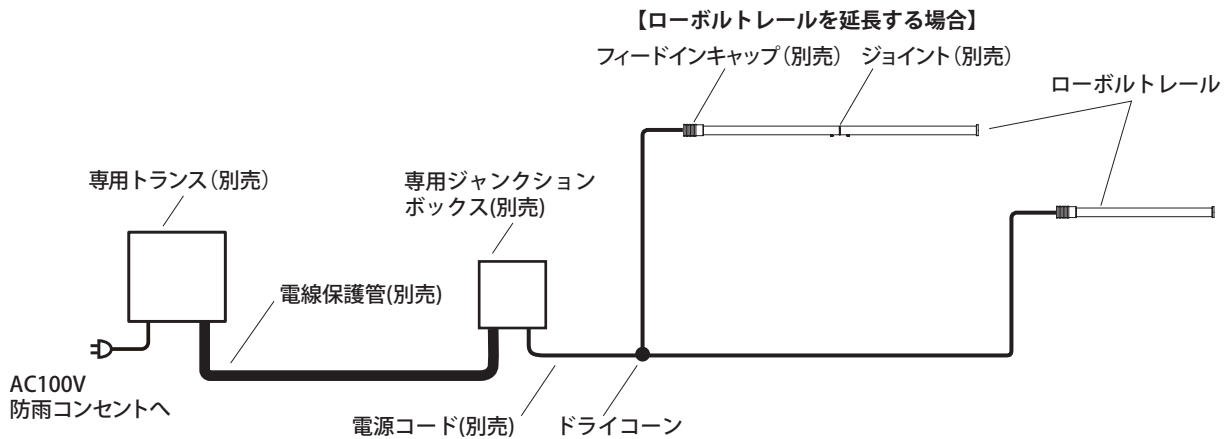 【ローボルトレールを延長する場合】
フィードインキャップ（別売） ジョイント（別売）
ローボルトレール
専用トランス（別売）
専用ジャンクション
ボックス(別売)
電線保護管(別売)
AC100V
防雨コンセントへ
電源コード(別売) ドライコーン